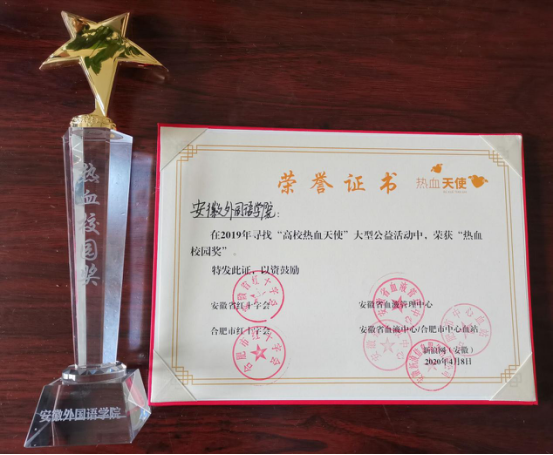 热血校园奖
安徽外国语学院
荣誉证书
热血天使
安徽外国语学院:
在2019年寻找“高校热血天使”大型公益活动中,荣获“热血
校园奖”。
特发此证,以资鼓励
安徽省红十字会
安徽省血液管理中心
合肥市红十字会
安徽省血液中心/合肥市中心血站
新浪网(安徽)
2020年4月8日